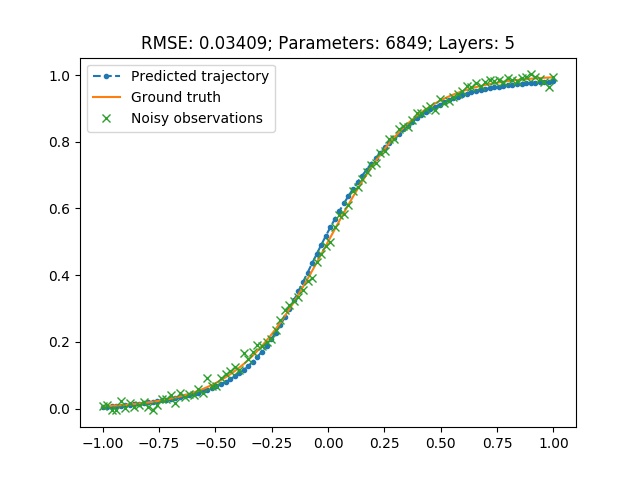 RMSE: 0.03409; Parameters: 6849; Layers: 5
Predicted trajectory
Ground truth
Noisy observations
1.0
0.8
0.6
0.4
0.2
0.0
−1.00 −0.75 −0.50 −0.25 0.00 0.25 0.50 0.75 1.00